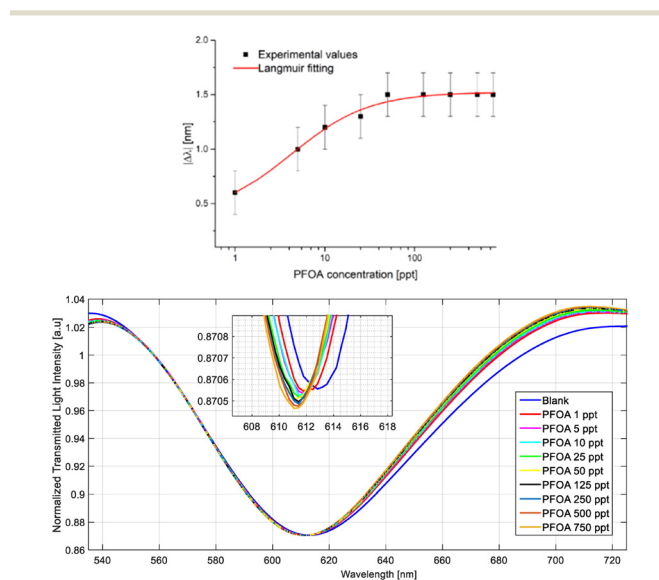 2.0
Experimental values
Langmuir fitting
1.5
1.0
0.5
|Δλ| [nm]
1 10 100
PFOA concentration [ppt]
1.04
1.02
1
0.98
0.96
0.94
0.92
0.9
0.88
0.86
Normalized Transmitted Light Intensity [a.u]
0.8708
0.8707
0.8706
0.8705
608 610 612 614 616 618
Blank
PFOA 1 ppt
PFOA 5 ppt
PFOA 10 ppt
PFOA 25 ppt
PFOA 50 ppt
PFOA 125 ppt
PFOA 250 ppt
PFOA 500 ppt
PFOA 750 ppt
540 560 580 600 620 640 660 680 700 720
Wavelength [nm]